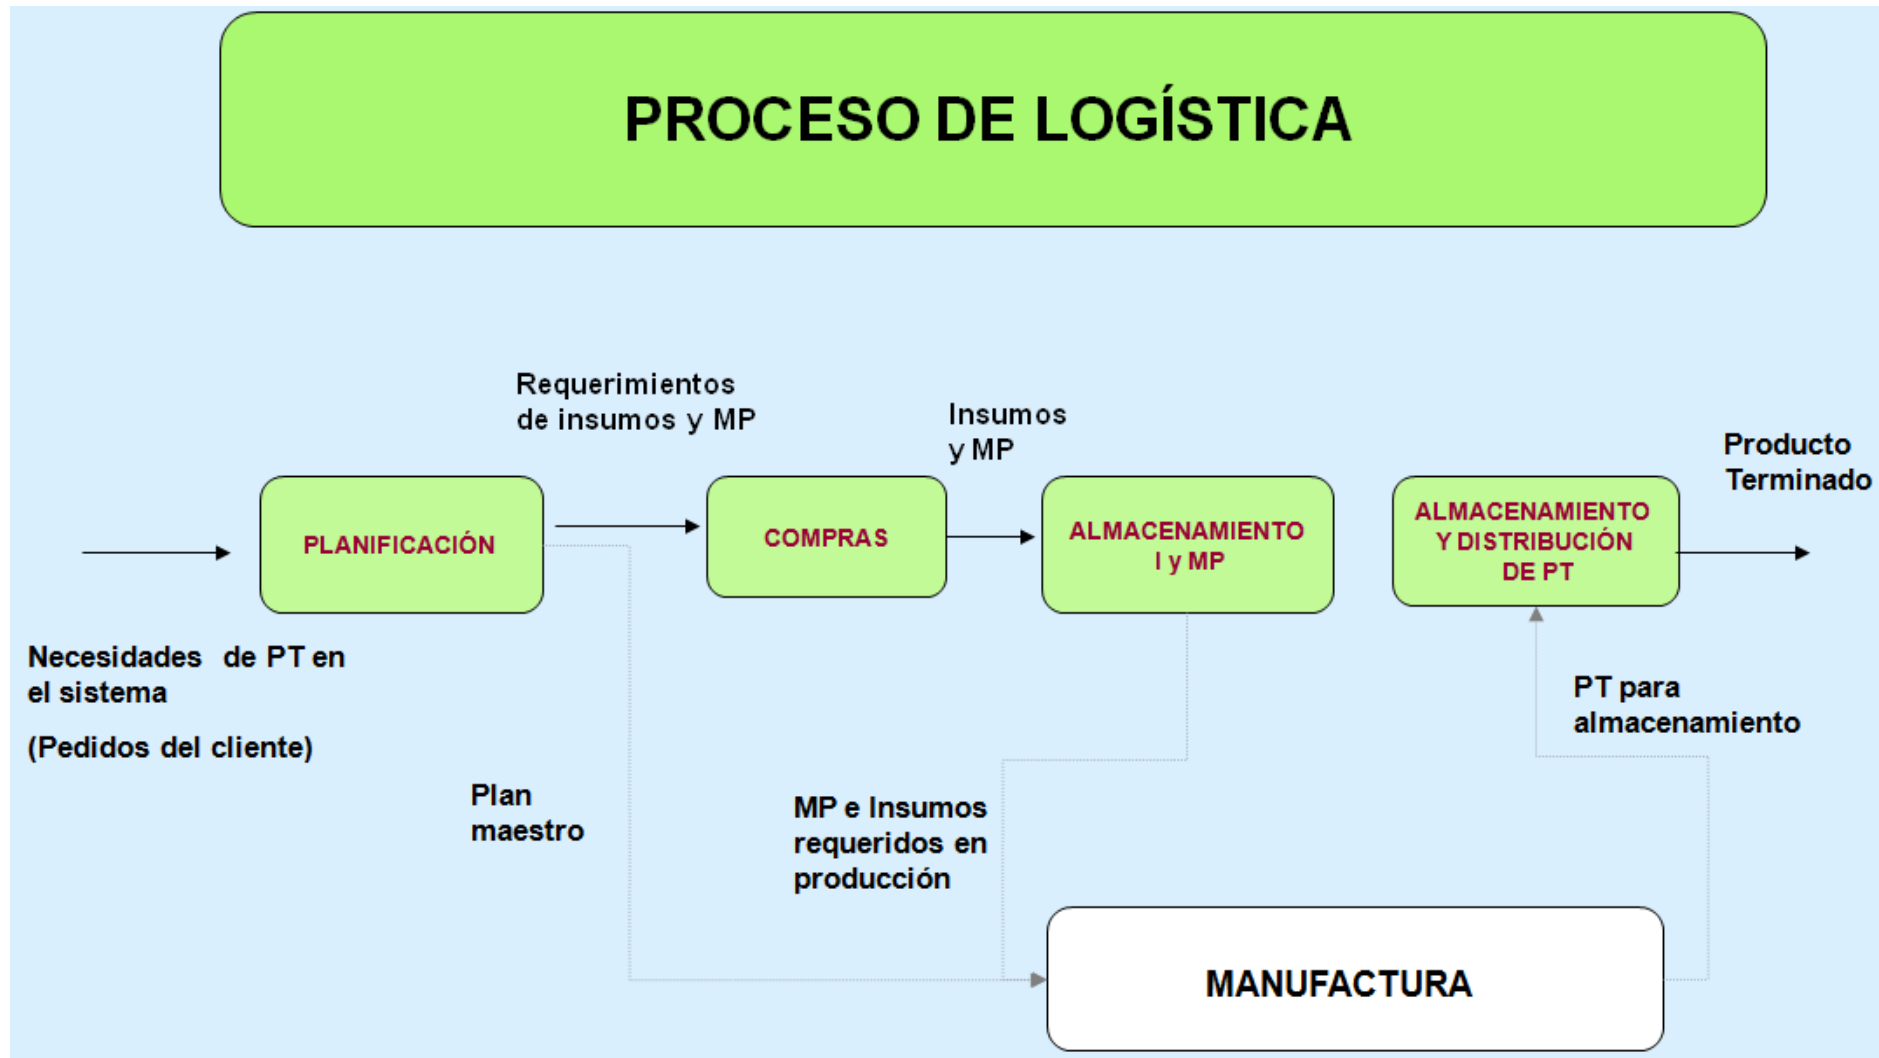 PROCESO DE LOGÍSTICA
Requerimientos
de insumos y MP
Insumos
y MP
Producto
Terminado
PLANIFICACIÓN
COMPRAS
ALMACENAMIENTO
I y MP
ALMACENAMIENTO
Y DISTRIBUCIÓN
DE PT
Necesidades de PT en
el sistema
(Pedidos del cliente)
PT para
almacenamiento
Plan
maestro
MP e Insumos
requeridos en
producción
MANUFACTURA